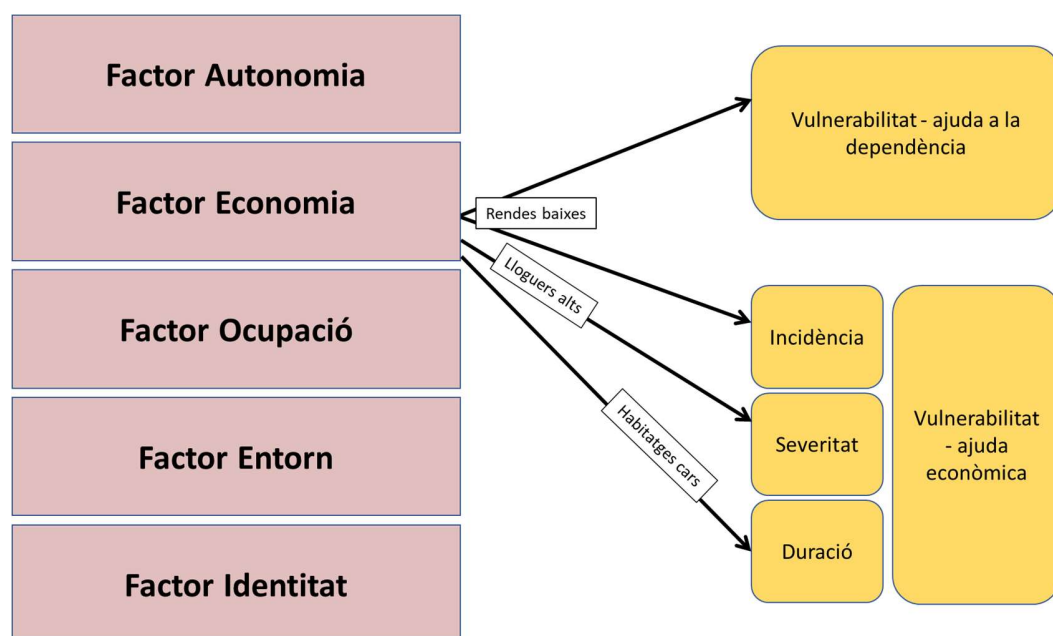 Factor Autonomia
Factor Economia
Factor Ocupació
Factor Entorn
Factor Identitat
Rendes baixes
Lloguers alts
Habitatges cars
Vulnerabilitat - ajuda a la
dependència
Incidència
Severitat
Duració
Vulnerabilitat
- ajuda
econòmica